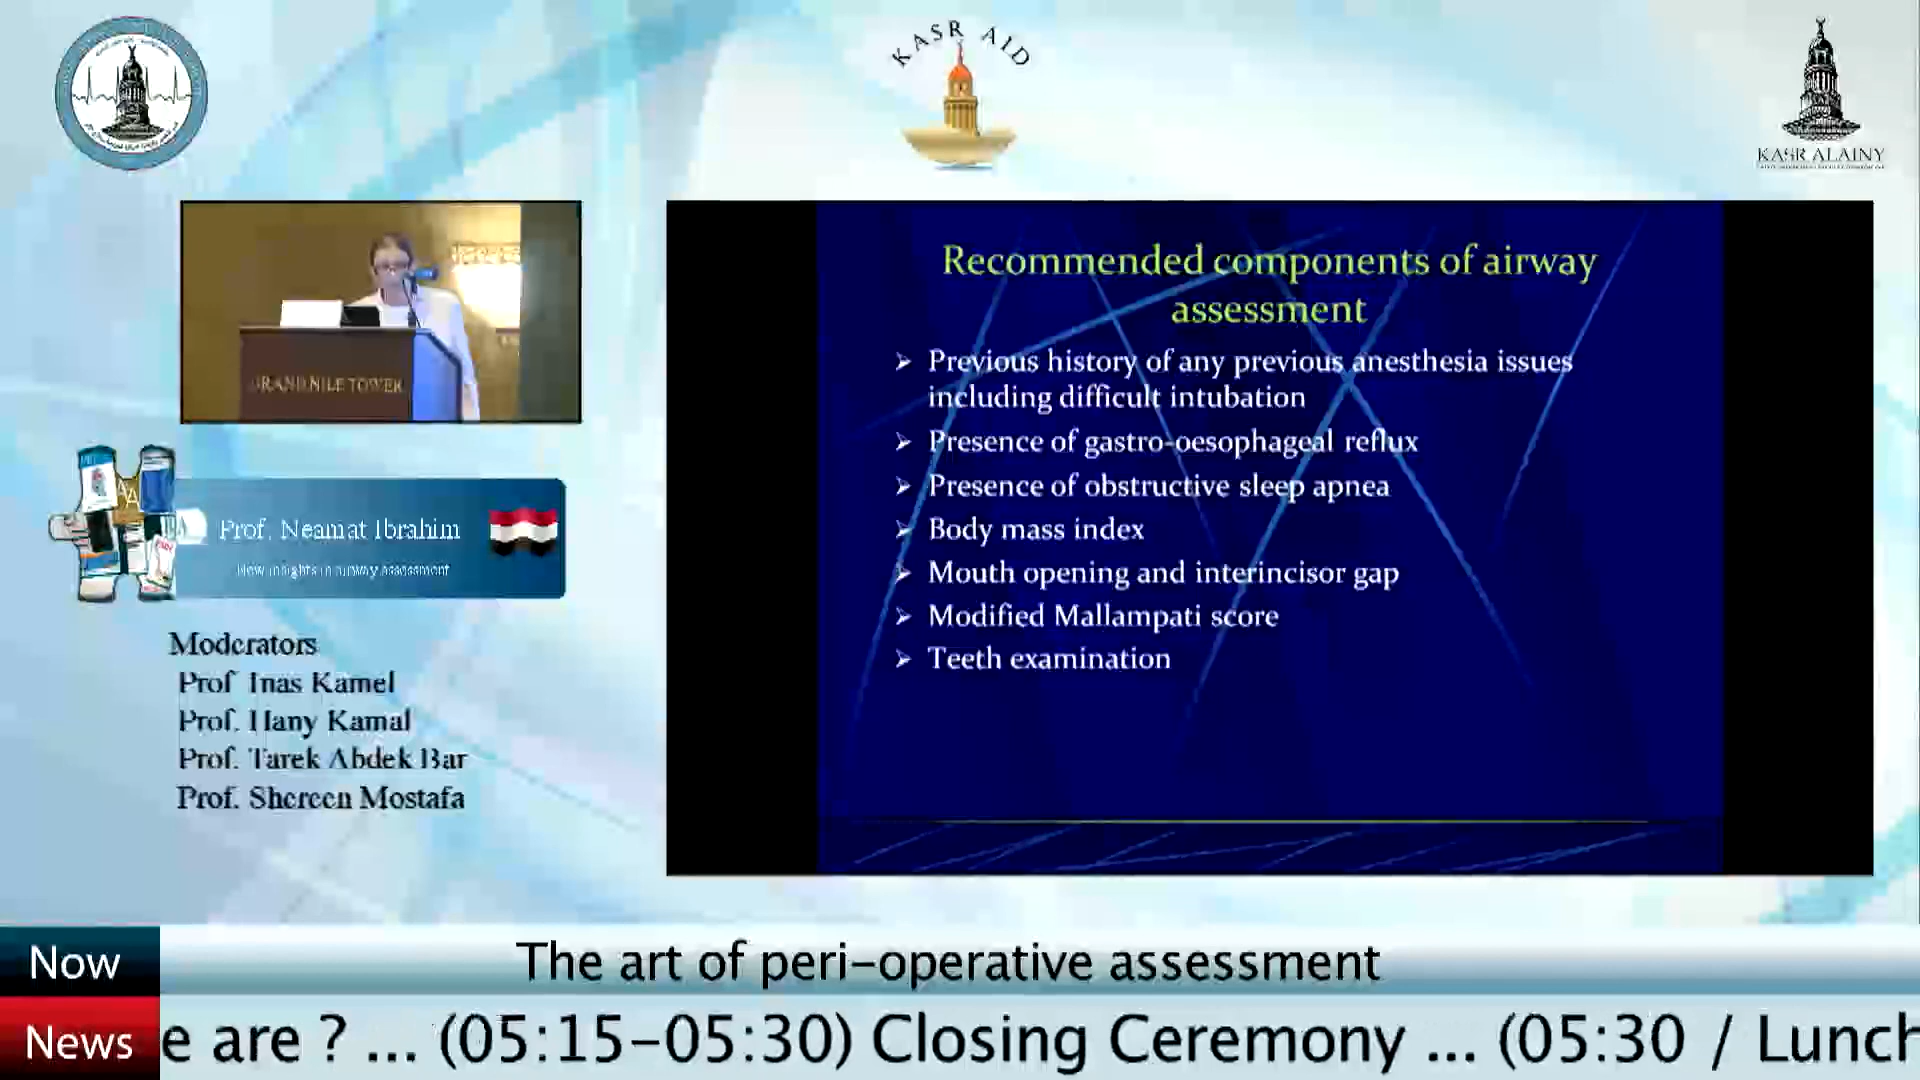 KASR AID
KASR ALAINY
GRAND NILE TOWER
Prof. Neamat Ibrahim
New insights in airway assessment
Moderators
Prof Inas Kamel
Prof. Hany Kamal
Prof. Tarek Abdek Bar
Prof. Shereen Mostafa
Recommended components of airway
assessment
➢ Previous history of any previous anesthesia issues
including difficult intubation
➢ Presence of gastro-oesophageal reflux
➢ Presence of obstructive sleep apnea
➢ Body mass index
➢ Mouth opening and interincisor gap
➢ Modified Mallampati score
➢ Teeth examination
Now
The art of peri-operative assessment
News
e are ? ... (05:15-05:30) Closing Ceremony ... (05:30 / Lunch